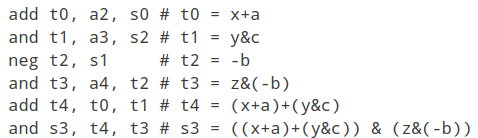 add t0, a2, s0 # t0 = x+a
and t1, a3, s2 # t1 = y&c
neg t2, s1     # t2 = -b
and t3, a4, t2 # t3 = z&(-b)
add t4, t0, t1 # t4 = (x+a)+(y&c)
and s3, t4, t3 # s3 = ((x+a)+(y&c)) & (z&(-b))